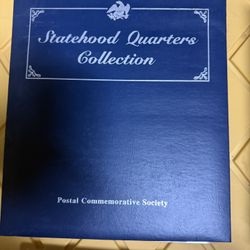 Statehood Quarters
Collection
Postal Commemorative Society